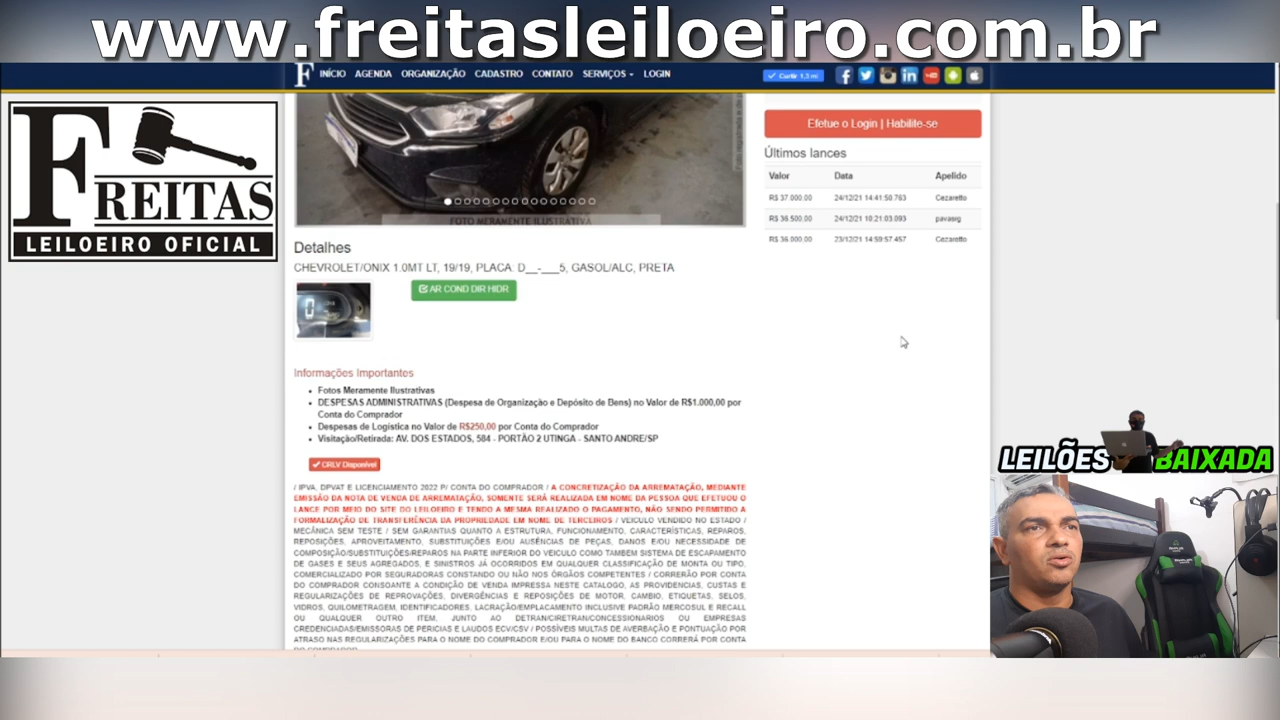 www.freitasleiloeiro.com.br
F INÍCIO AGENDA ORGANIZAÇÃO CADASTRO CONTATO SERVIÇOS LOGIN
Curtir 1,3 mi
FREITAS
LEILOEIRO OFICIAL
FOTO MERAMENTE ILUSTRATIVA
Efetue o Login | Habilite-se
Últimos lances
Valor Data Apelido
R$ 37.000,00 24/12/21 14:41:50.763 Cezaretto
R$ 36.500,00 24/12/21 10:21:03.093 pavasrg
R$ 36.000,00 23/12/21 14:59:57.457 Cezaretto
Detalhes
CHEVROLET/ONIX 1.0MT LT, 19/19, PLACA: D__-___5, GASOL/ALC, PRETA
AR COND DIR HIDR
Informações Importantes
Fotos Meramente Ilustrativas
DESPESAS ADMINISTRATIVAS (Despesa de Organização e Depósito de Bens) no Valor de R$1.000,00 por
Conta do Comprador
Despesas de Logística no Valor de R$250,00 por Conta do Comprador
Visitação/Retirada: AV. DOS ESTADOS, 584 - PORTÃO 2 UTINGA - SANTO ANDRE/SP
CRLV Disponível
/ IPVA, DPVAT E LICENCIAMENTO 2022 P/ CONTA DO COMPRADOR / A CONCRETIZAÇÃO DA ARREMATAÇÃO, MEDIANTE
EMISSÃO DA NOTA DE VENDA DE ARREMATAÇÃO, SOMENTE SERÁ REALIZADA EM NOME DA PESSOA QUE EFETUOU O
LANCE POR MEIO DO SITE DO LEILOEIRO E TENDO A MESMA REALIZADO O PAGAMENTO, NÃO SENDO PERMITIDO A
FORMALIZAÇÃO DE TRANSFERÊNCIA DA PROPRIEDADE EM NOME DE TERCEIROS / VEICULO VENDIDO NO ESTADO /
MECÂNICA SEM TESTE / SEM GARANTIAS QUANTO A ESTRUTURA, FUNCIONAMENTO, CARACTERÍSTICAS, REPAROS,
REPOSIÇÕES, APROVEITAMENTO, SUBSTITUIÇÕES E/OU AUSÊNCIAS DE PEÇAS, DANOS E/OU NECESSIDADE DE
COMPOSIÇÃO/SUBSTITUIÇÕES/REPAROS NA PARTE INFERIOR DO VEICULO COMO TAMBÉM SISTEMA DE ESCAPAMENTO
DE GASES E SEUS AGREGADOS, E SINISTROS JÁ OCORRIDOS EM QUALQUER CLASSIFICAÇÃO DE MONTA OU TIPO,
COMERCIALIZADO POR SEGURADORAS CONSTANDO OU NÃO NOS ÓRGÃOS COMPETENTES / CORRERÃO POR CONTA
DO COMPRADOR CONSOANTE A CONDIÇÃO DE VENDA IMPRESSA NESTE CATALOGO, AS PROVIDENCIAS, CUSTAS E
REGULARIZAÇÕES DE REPROVAÇÕES, DIVERGÊNCIAS E REPOSIÇÕES DE MOTOR, CAMBIO, ETIQUETAS, SELOS,
VIDROS, QUILOMETRAGEM, IDENTIFICADORES, LACRAÇÃO/EMPLACAMENTO INCLUSIVE PADRÃO MERCOSUL E RECALL
OU QUALQUER OUTRO ITEM, JUNTO AO DETRAN/CIRETRAN/CONCESSIONARIOS OU EMPRESAS
CREDENCIADAS/EMISSORAS DE PERICIAS E LAUDOS ECV/CSV / POSSÍVEIS MULTAS DE AVERBAÇÃO E PONTUAÇÃO POR
ATRASO NAS REGULARIZAÇÕES PARA O NOME DO COMPRADOR E/OU PARA O NOME DO BANCO CORRERÁ POR CONTA
DO COMPRADOR
LEILÕES BAIXADA